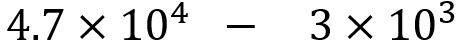 4.7 × 10⁴ − 3 × 10³